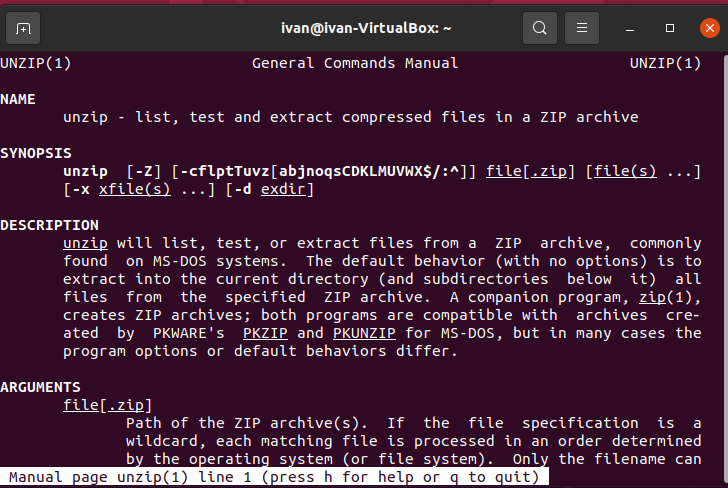 ivan@ivan-VirtualBox: ~
UNZIP(1) General Commands Manual UNZIP(1)
NAME
unzip - list, test and extract compressed files in a ZIP archive
SYNOPSIS
unzip [-Z] [-cflptTuvz[abjnoqsCDKLMUVWX$/:^]] file[.zip] [file(s) ...]
[-x xfile(s) ...] [-d exdir]
DESCRIPTION
unzip will list, test, or extract files from a ZIP archive, commonly
found on MS-DOS systems. The default behavior (with no options) is to
extract into the current directory (and subdirectories below it) all
files from the specified ZIP archive. A companion program, zip(1),
creates ZIP archives; both programs are compatible with archives cre-
ated by PKWARE's PKZIP and PKUNZIP for MS-DOS, but in many cases the
program options or default behaviors differ.
ARGUMENTS
file[.zip]
Path of the ZIP archive(s). If the file specification is a
wildcard, each matching file is processed in an order determined
by the operating system (or file system). Only the filename can
Manual page unzip(1) line 1 (press h for help or q to quit)